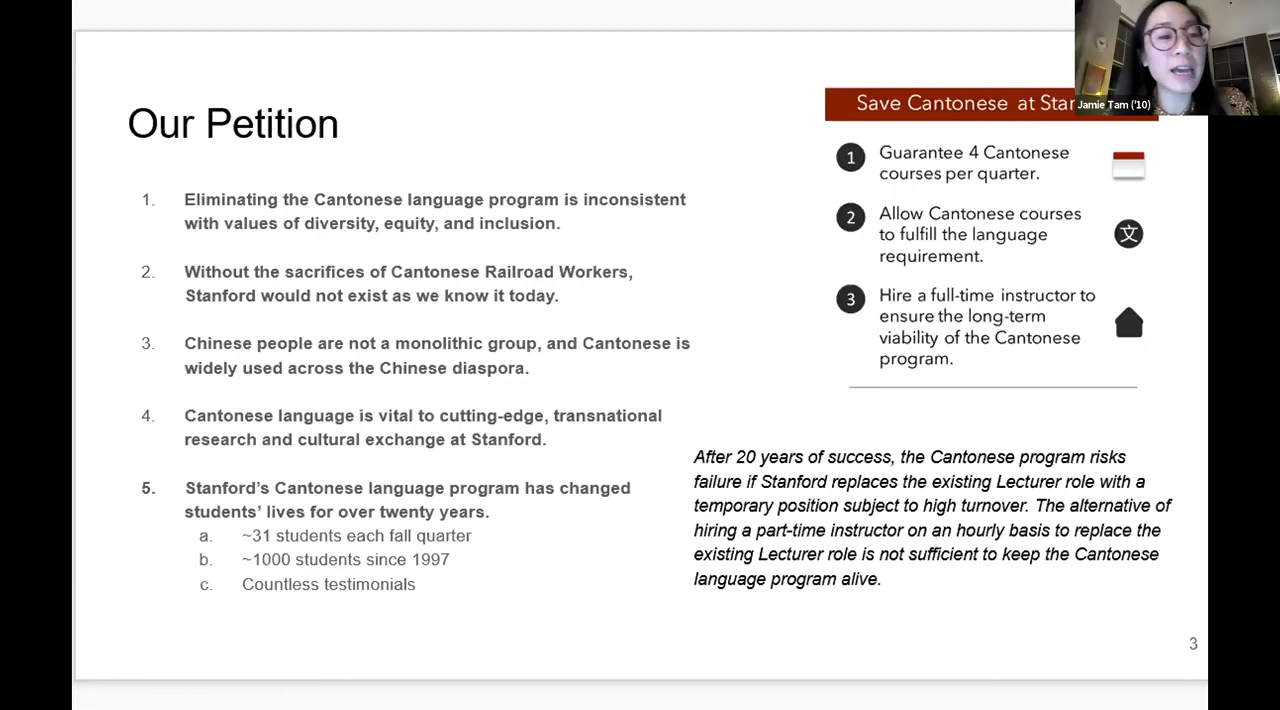 Our Petition
1. Eliminating the Cantonese language program is inconsistent
with values of diversity, equity, and inclusion.
2. Without the sacrifices of Cantonese Railroad Workers,
Stanford would not exist as we know it today.
3. Chinese people are not a monolithic group, and Cantonese is
widely used across the Chinese diaspora.
4. Cantonese language is vital to cutting-edge, transnational
research and cultural exchange at Stanford.
5. Stanford's Cantonese language program has changed
students' lives for over twenty years.
a. ~31 students each fall quarter
b. ~1000 students since 1997
c. Countless testimonials
Save Cantonese at
Jamie Tam ('10)
1 Guarantee 4 Cantonese
courses per quarter.
2 Allow Cantonese courses
to fulfill the language
requirement.
文
3 Hire a full-time instructor to
ensure the long-term
viability of the Cantonese
program.
After 20 years of success, the Cantonese program risks
failure if Stanford replaces the existing Lecturer role with a
temporary position subject to high turnover. The alternative of
hiring a part-time instructor on an hourly basis to replace the
existing Lecturer role is not sufficient to keep the Cantonese
language program alive.
3